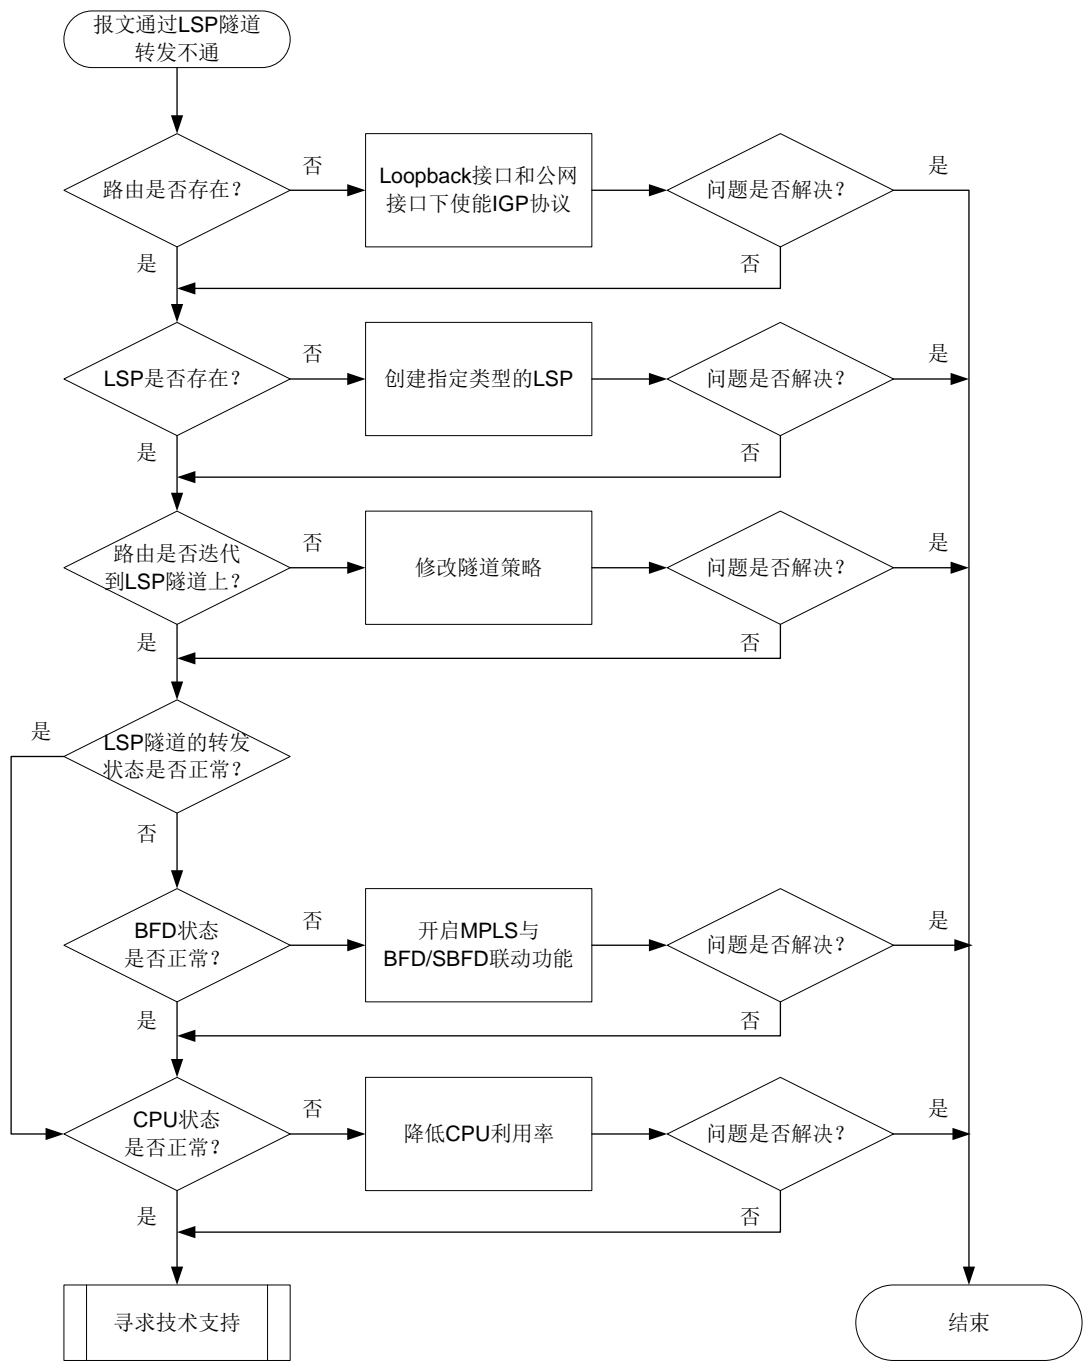 报文通过LSP隧道
转发不通
路由是否存在？
否
Loopback接口和公网
接口下使能IGP协议
问题是否解决？
是
是
否
LSP是否存在？
否
创建指定类型的LSP
问题是否解决？
是
是
否
路由是否迭代
到LSP隧道上？
否
修改隧道策略
问题是否解决？
是
是
否
是
LSP隧道的转发
状态是否正常？
否
BFD状态
是否正常？
否
开启MPLS与
BFD/SBFD联动功能
问题是否解决？
是
是
否
CPU状态
是否正常？
否
降低CPU利用率
问题是否解决？
是
是
否
寻求技术支持
结束